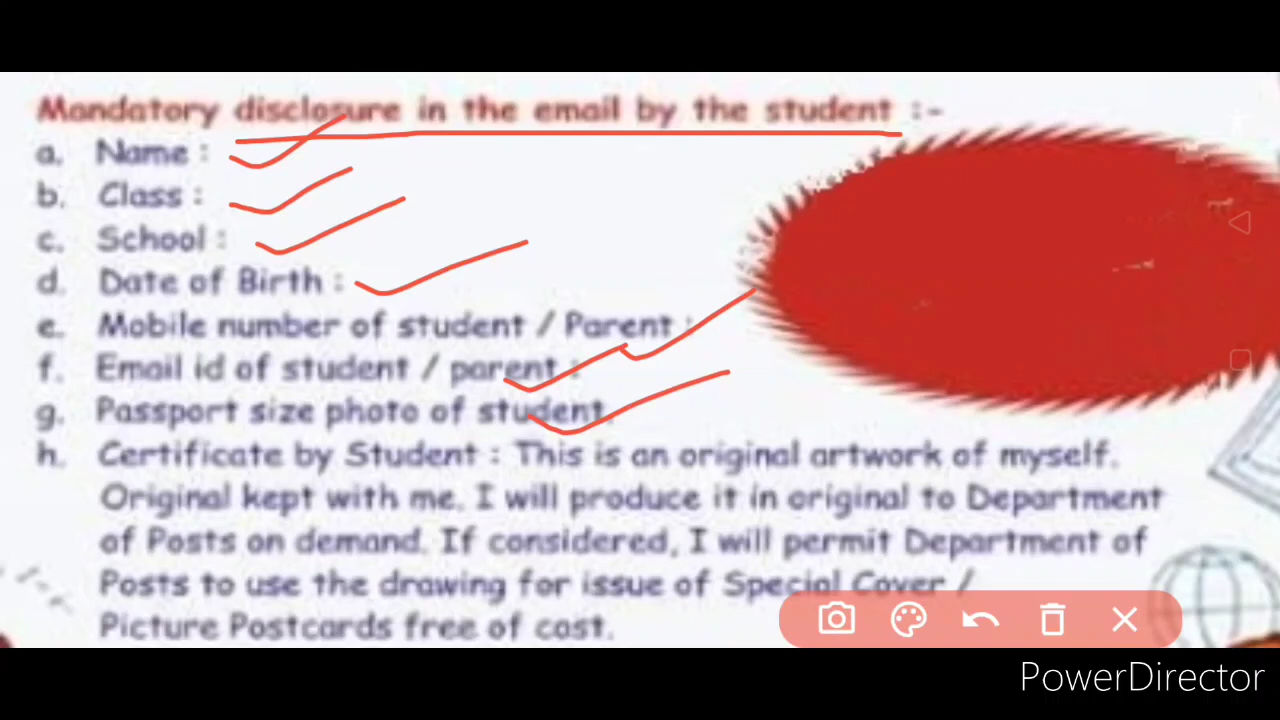 Mandatory disclosure in the email by the student :-
a. Name :
b. Class :
c. School :
d. Date of Birth :
e. Mobile number of student / Parent :
f. Email id of student / parent :
g. Passport size photo of student.
h. Certificate by Student : This is an original artwork of myself.
Original kept with me. I will produce it in original to Department
of Posts on demand. If considered, I will permit Department of
Posts to use the drawing for issue of Special Cover /
Picture Postcards free of cost.
PowerDirector